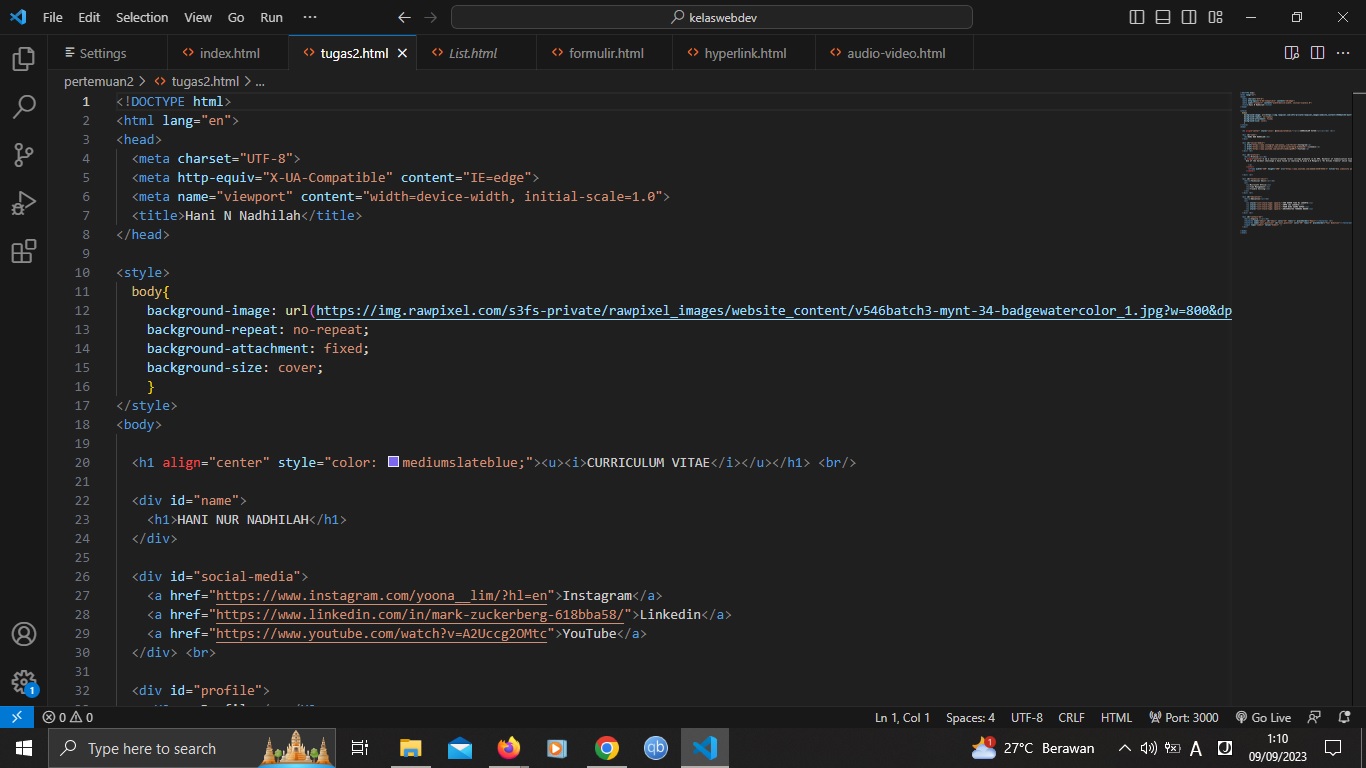 File Edit Selection View Go Run ··· kelaswebdev
Settings index.html tugas2.html List.html formulir.html hyperlink.html audio-video.html
pertemuan2 > tugas2.html > ...
1 <!DOCTYPE html>
2 <html lang="en">
3 <head>
4 <meta charset="UTF-8">
5 <meta http-equiv="X-UA-Compatible" content="IE=edge">
6 <meta name="viewport" content="width=device-width, initial-scale=1.0">
7 <title>Hani N Nadhilah</title>
8 </head>
9
10 <style>
11 body{
12 background-image: url(https://img.rawpixel.com/s3fs-private/rawpixel_images/website_content/v546batch3-mynt-34-badgewatercolor_1.jpg?w=800&dp
13 background-repeat: no-repeat;
14 background-attachment: fixed;
15 background-size: cover;
16 }
17 </style>
18 <body>
19
20 <h1 align="center" style="color: mediumslateblue;"><u><i>CURRICULUM VITAE</i></u></h1> <br/>
21
22 <div id="name">
23 <h1>HANI NUR NADHILAH</h1>
24 </div>
25
26 <div id="social-media">
27 <a href="https://www.instagram.com/yoona__lim/?hl=en">Instagram</a>
28 <a href="https://www.linkedin.com/in/mark-zuckerberg-618bba58/">Linkedin</a>
29 <a href="https://www.youtube.com/watch?v=A2Uccg2OMtc">YouTube</a>
30 </div> <br>
31
32 <div id="profile">
1
0 0 Ln 1, Col 1 Spaces: 4 UTF-8 CRLF HTML Port: 3000 Go Live
Type here to search qb 1 27°C Berawan A 1:10
09/09/2023